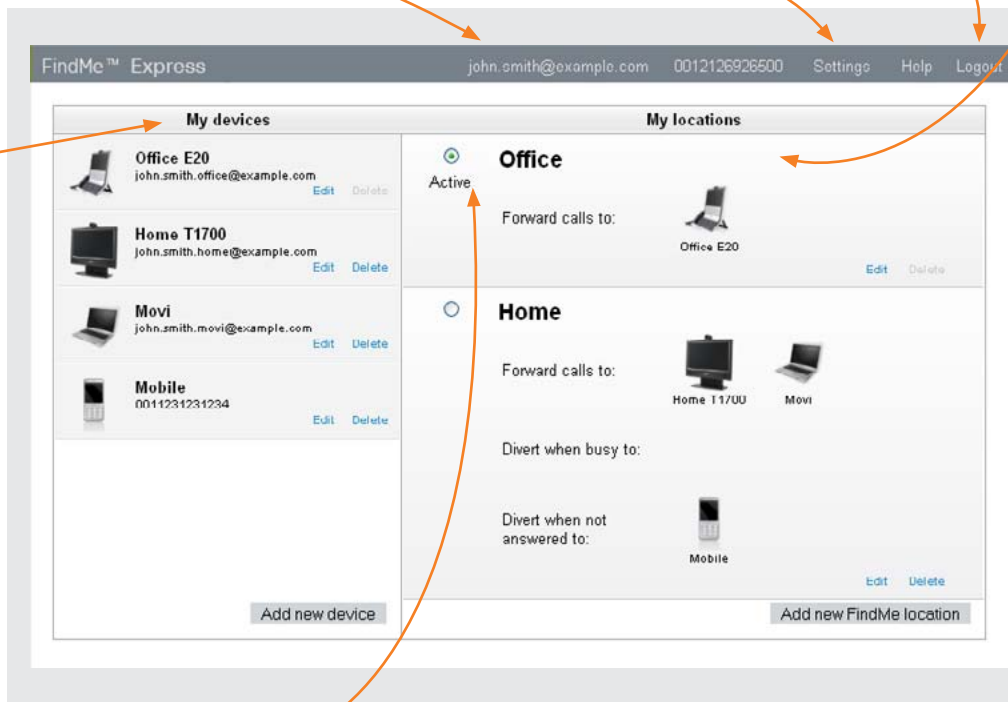 FindMe™ Express
john.smith@example.com 0012126926500 Settings Help Logout
My devices
Office E20
john.smith.office@example.com
Edit Delete
Home T1700
john.smith.home@example.com
Edit Delete
Movi
john.smith.movi@example.com
Edit Delete
Mobile
0011231231234
Edit Delete
Add new device
My locations
Active
Office
Forward calls to:
Office E20
Edit Delete
Home
Forward calls to:
Home T1700 Movi
Divert when busy to:
Divert when not
answered to:
Mobile
Edit Delete
Add new FindMe location